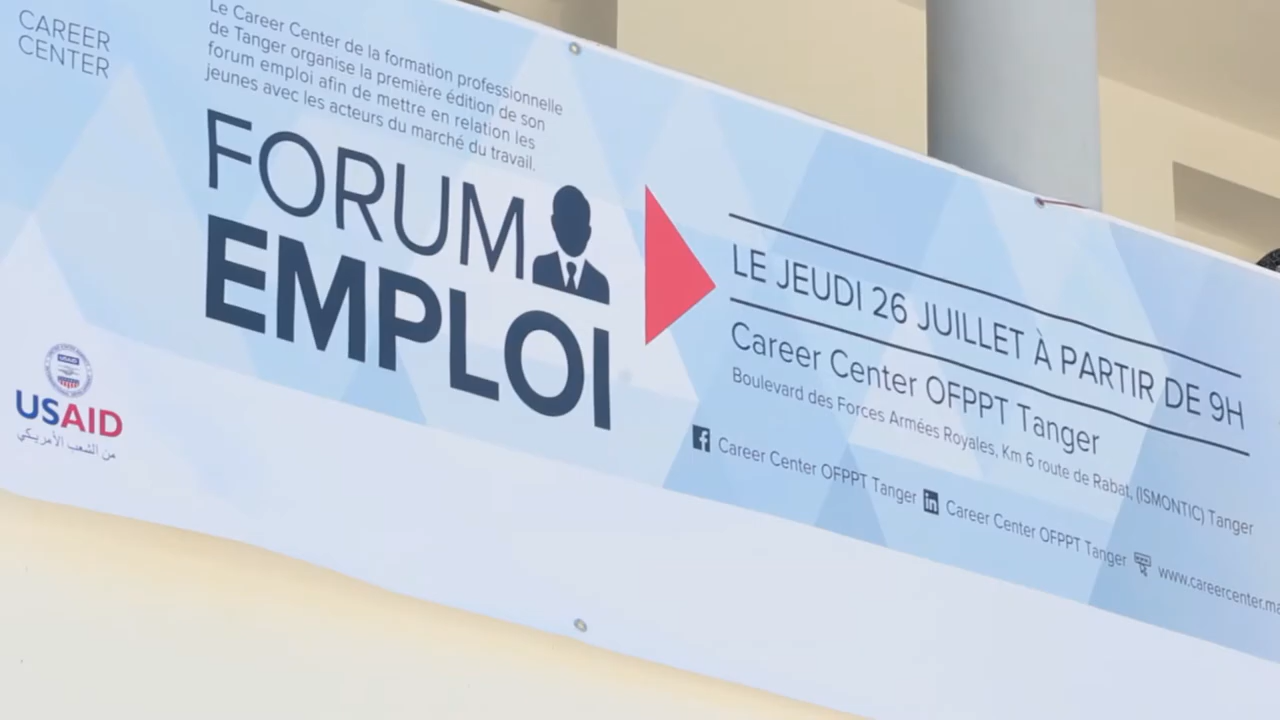 CAREER
CENTER
Le Career Center de la formation professionnelle
de Tanger organise la première édition de son
forum emploi afin de mettre en relation les
jeunes avec les acteurs du marché du travail.
FORUM
EMPLOI
LE JEUDI 26 JUILLET À PARTIR DE 9H
Career Center OFPPT Tanger
Boulevard des Forces Armées Royales, Km 6 route de Rabat, (ISMONTIC) Tanger
Career Center OFPPT Tanger
Career Center OFPPT Tanger
www.careercenter.ma
USAID
من الشعب الأمريكي